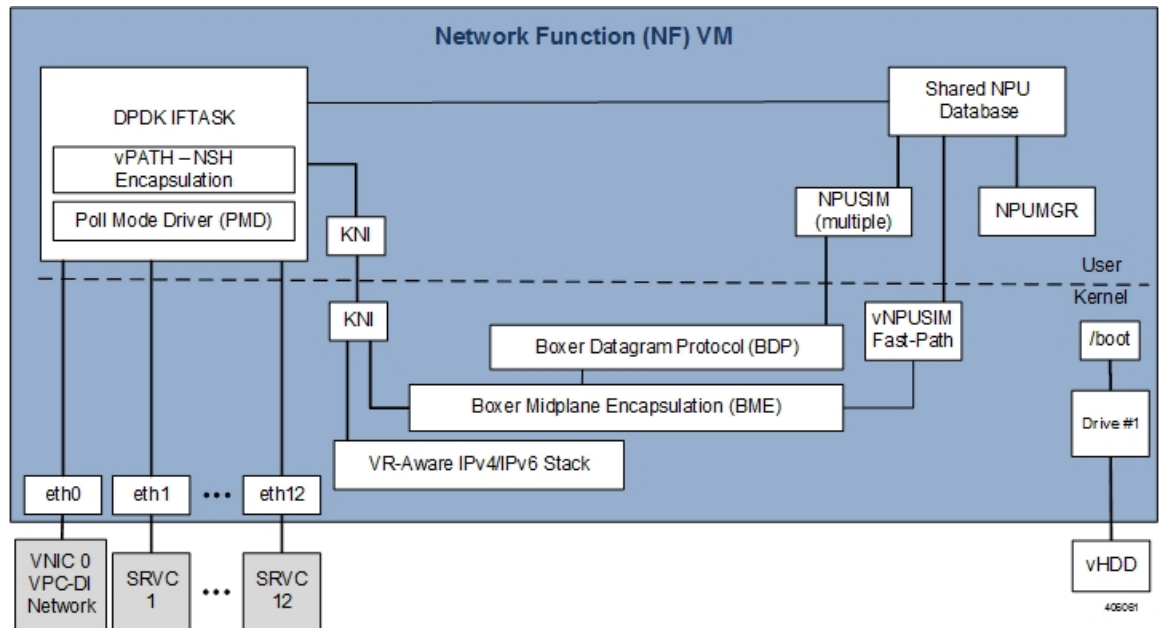 Network Function (NF) VM
DPDK IFTASK
vPATH – NSH
Encapsulation
Poll Mode Driver (PMD)
Shared NPU
Database
KNI
NPUSIM
(multiple)
NPUMGR
User
Kernel
KNI
vNPUSIM
Fast-Path
/boot
Boxer Datagram Protocol (BDP)
Boxer Midplane Encapsulation (BME)
Drive #1
VR-Aware IPv4/IPv6 Stack
eth0
eth1
•••
eth12
VNIC 0
VPC-DI
Network
SRVC
1
•••
SRVC
12
vHDD
406081